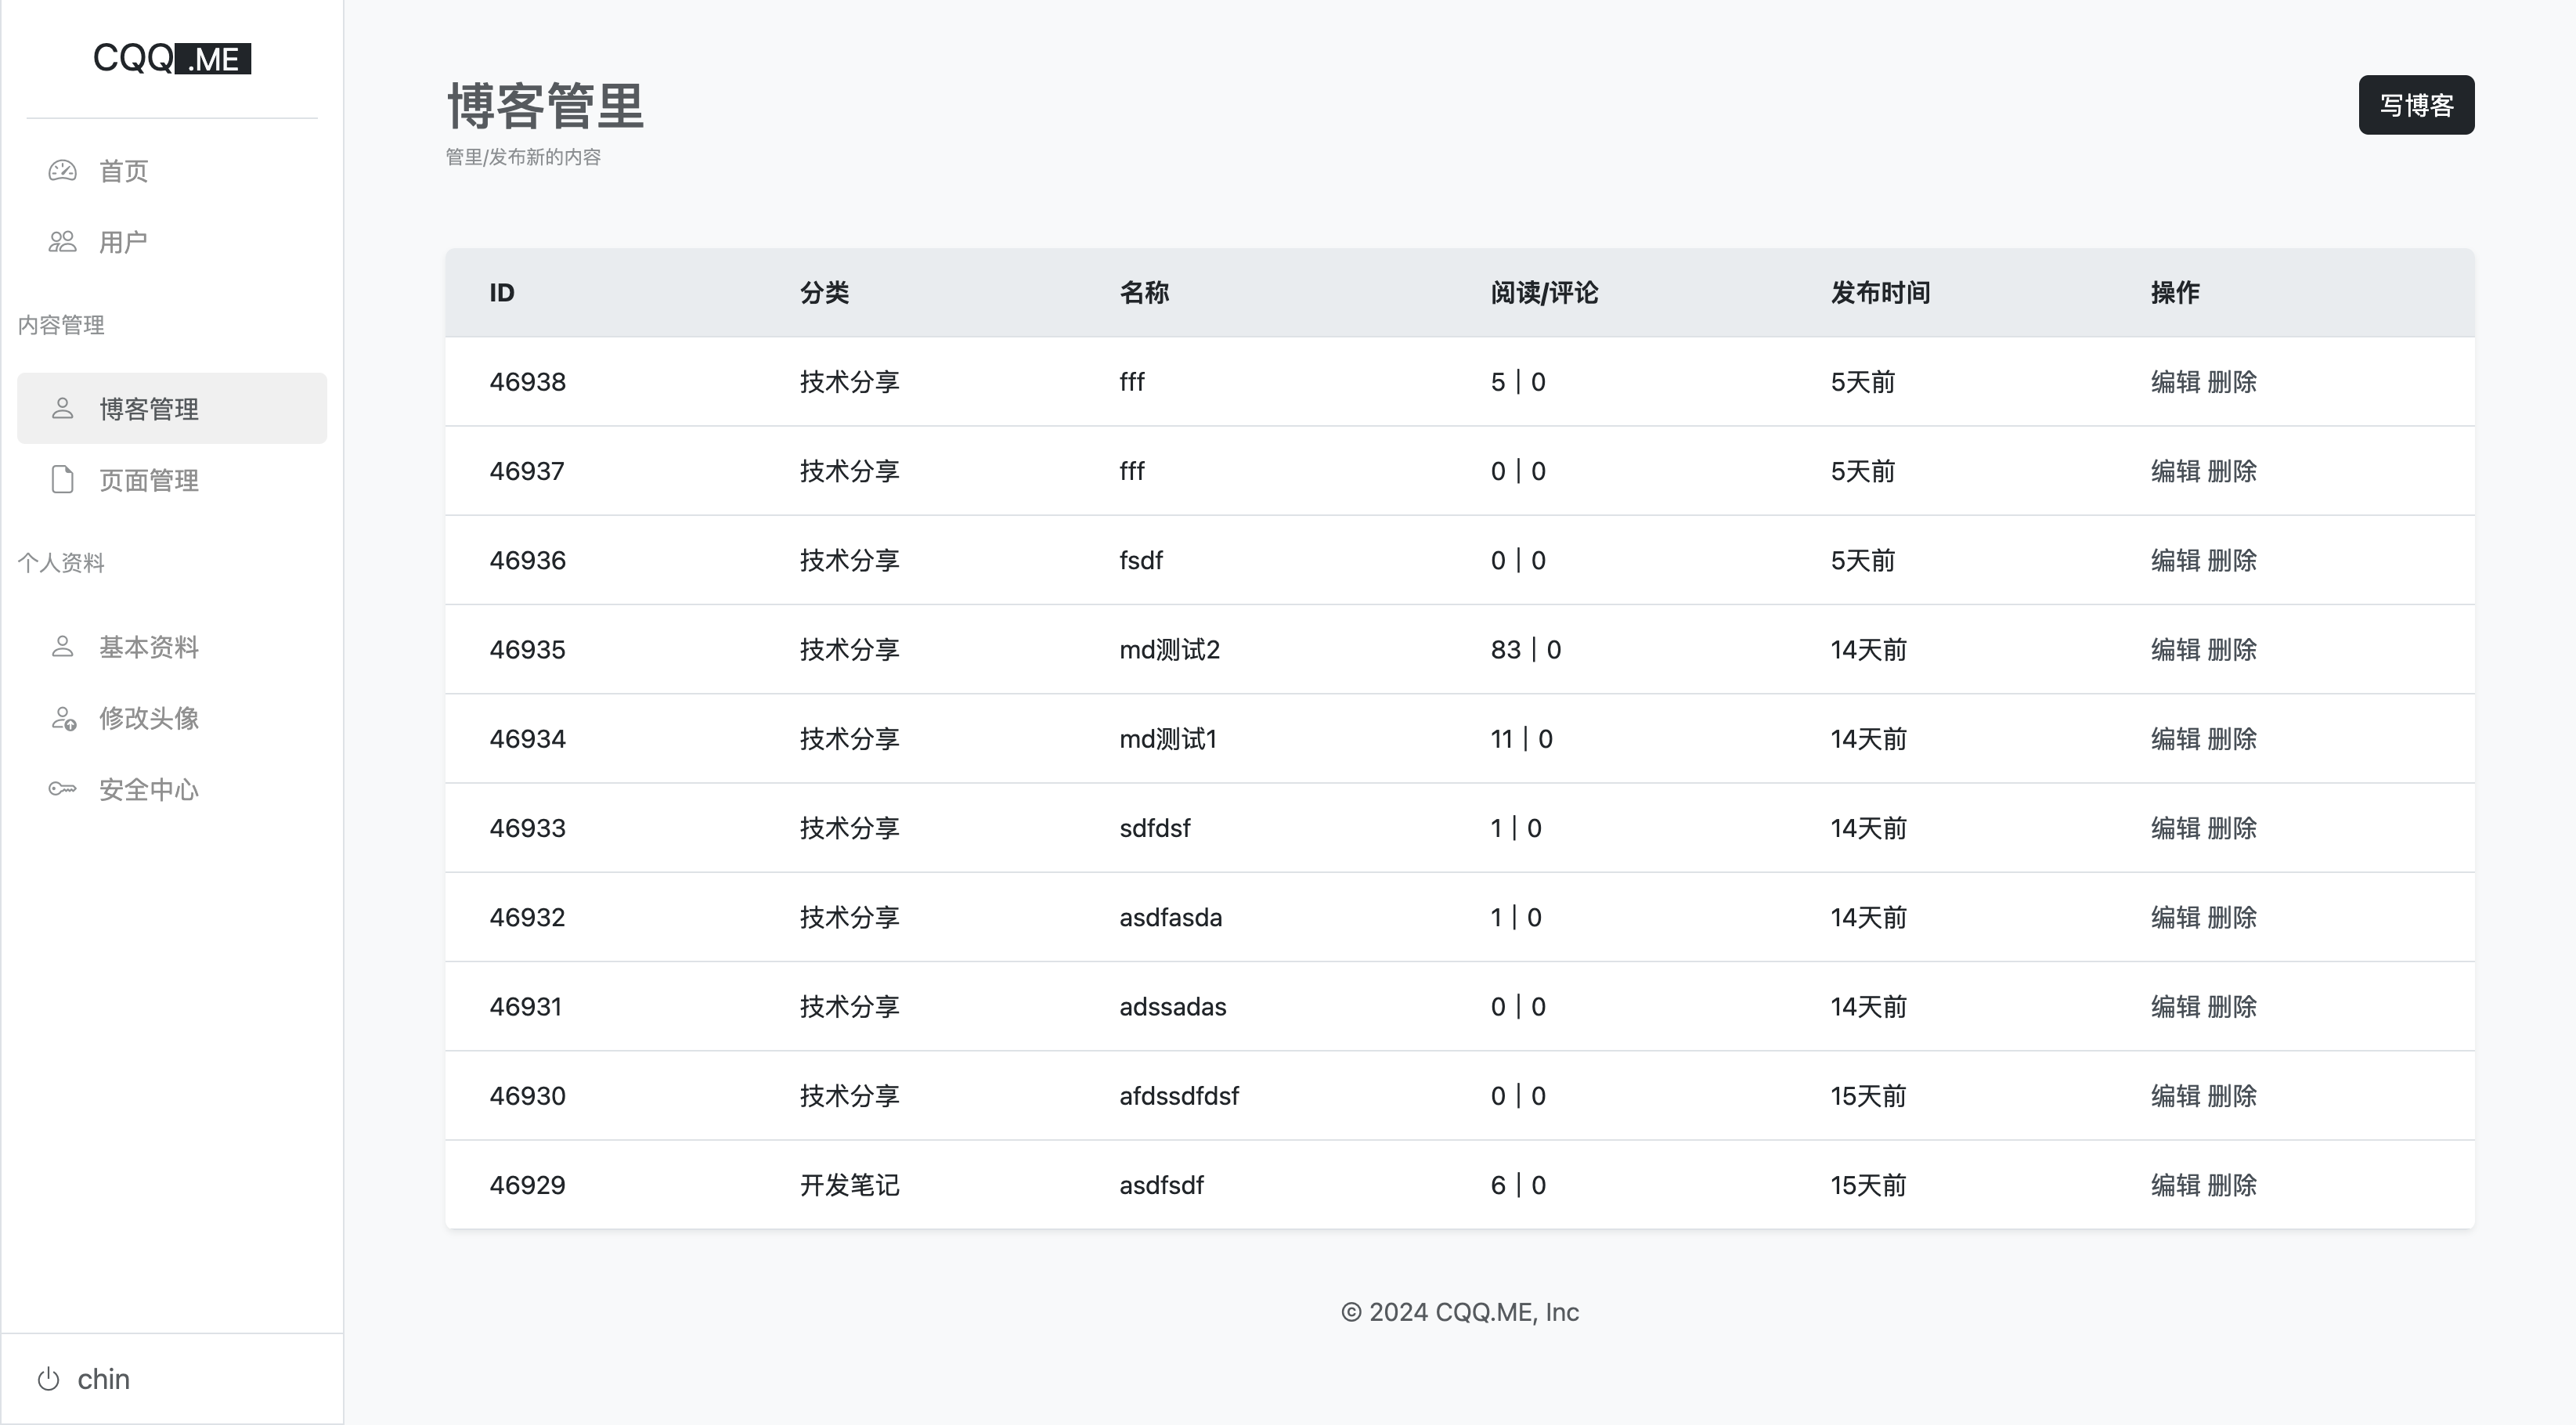 CQQ .ME
首页
用户
内容管理
博客管理
页面管理
个人资料
基本资料
修改头像
安全中心
chin
博客管里
管里/发布新的内容
写博客
ID 分类 名称 阅读/评论 发布时间 操作
46938 技术分享 fff 5 | 0 5天前 编辑 删除
46937 技术分享 fff 0 | 0 5天前 编辑 删除
46936 技术分享 fsdf 0 | 0 5天前 编辑 删除
46935 技术分享 md测试2 83 | 0 14天前 编辑 删除
46934 技术分享 md测试1 11 | 0 14天前 编辑 删除
46933 技术分享 sdfdsf 1 | 0 14天前 编辑 删除
46932 技术分享 asdfasda 1 | 0 14天前 编辑 删除
46931 技术分享 adssadas 0 | 0 14天前 编辑 删除
46930 技术分享 afdssdfdsf 0 | 0 15天前 编辑 删除
46929 开发笔记 asdfsdf 6 | 0 15天前 编辑 删除
© 2024 CQQ.ME, Inc